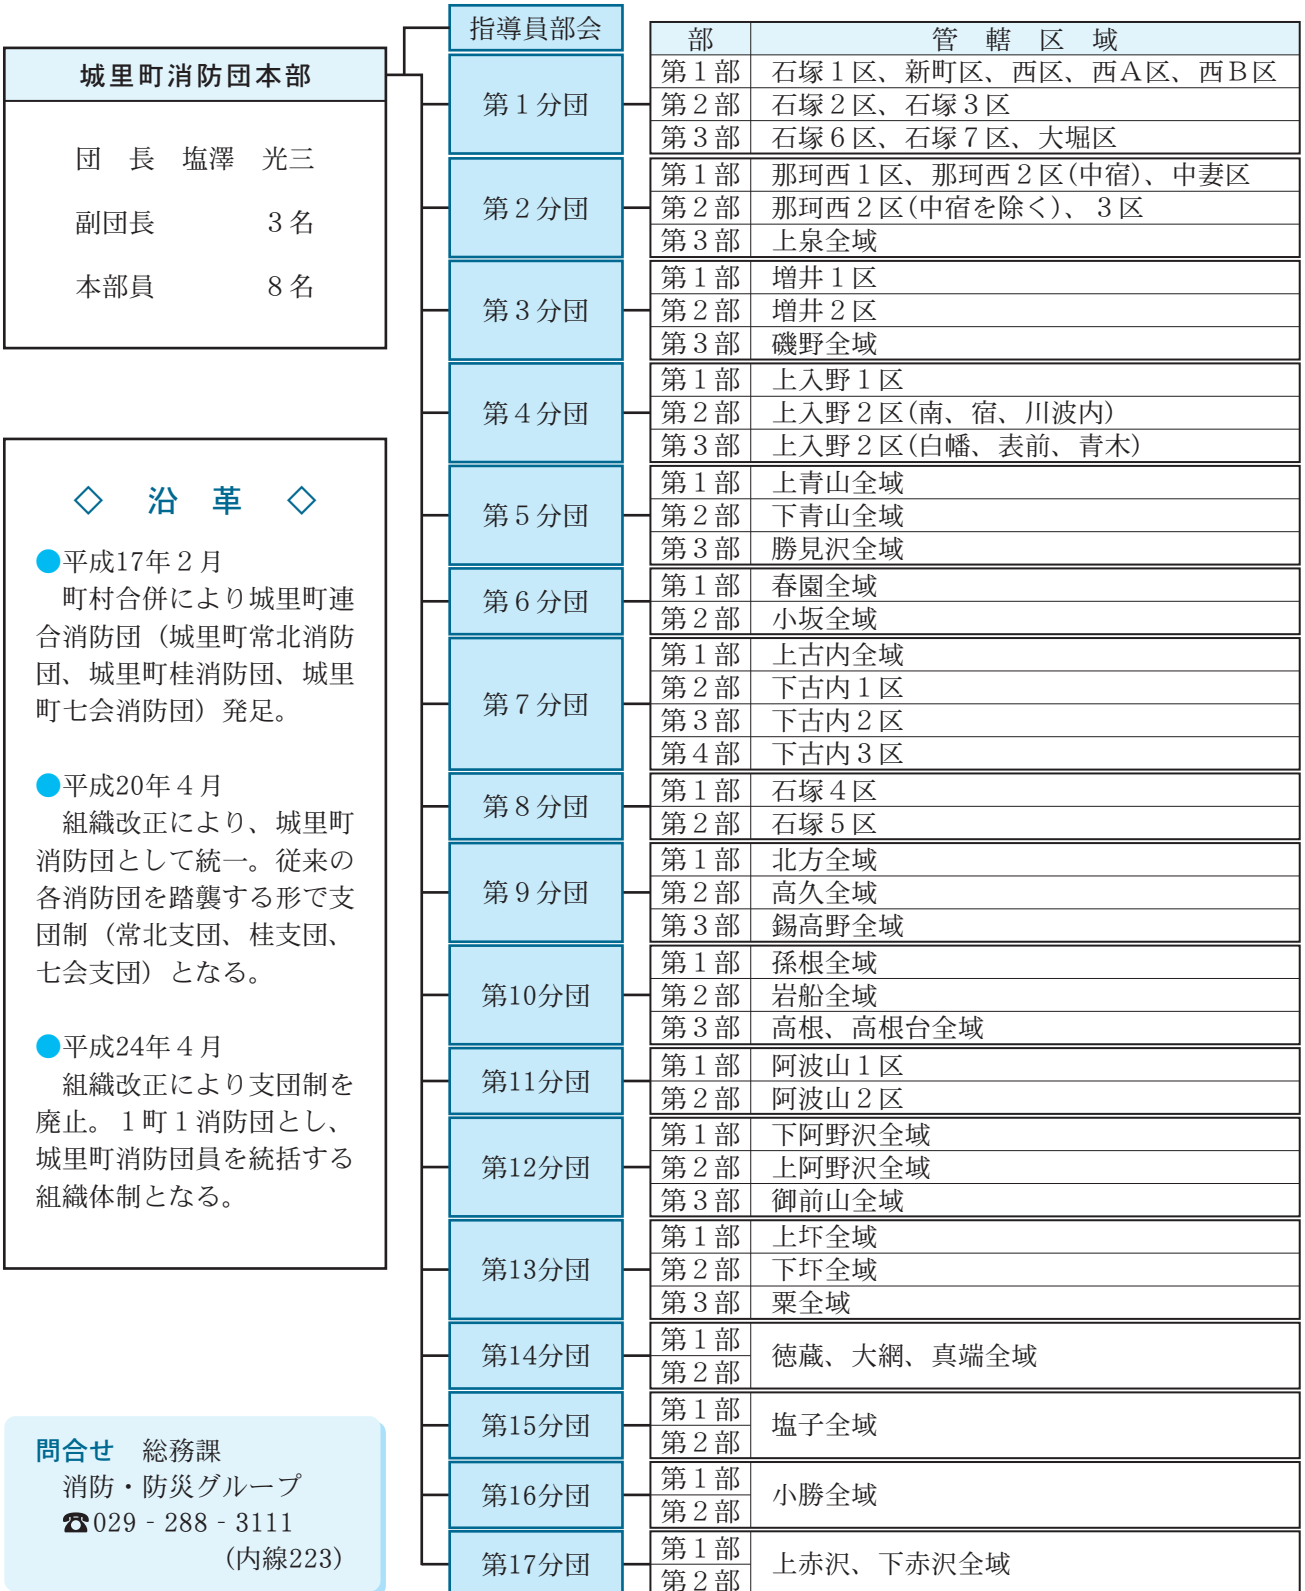 城里町消防団本部
団　長　塩澤　光三
副団長　3名
本部員　8名
◇　沿　革　◇
●平成17年２月
　町村合併により城里町連
合消防団（城里町常北消防
団、城里町桂消防団、城里
町七会消防団）発足。
●平成20年４月
　組織改正により、城里町
消防団として統一。従来の
各消防団を踏襲する形で支
団制（常北支団、桂支団、
七会支団）となる。
●平成24年４月
　組織改正により支団制を
廃止。１町１消防団とし、
城里町消防団員を統括する
組織体制となる。
問合せ　総務課
消防・防災グループ
☎029‐288‐3111
（内線223）
指導員部会
部　管　轄　区　域
第１分団
第１部　石塚１区、新町区、西区、西Ａ区、西Ｂ区
第２部　石塚２区、石塚３区
第３部　石塚６区、石塚７区、大堀区
第２分団
第１部　那珂西１区、那珂西２区(中宿)、中妻区
第２部　那珂西２区(中宿を除く)、３区
第３部　上泉全域
第３分団
第１部　増井１区
第２部　増井２区
第３部　磯野全域
第４分団
第１部　上入野１区
第２部　上入野２区(南、宿、川波内)
第３部　上入野２区(白幡、表前、青木)
第５分団
第１部　上青山全域
第２部　下青山全域
第３部　勝見沢全域
第６分団
第１部　春園全域
第２部　小坂全域
第７分団
第１部　上古内全域
第２部　下古内１区
第３部　下古内２区
第４部　下古内３区
第８分団
第１部　石塚４区
第２部　石塚５区
第９分団
第１部　北方全域
第２部　高久全域
第３部　錫高野全域
第10分団
第１部　孫根全域
第２部　岩船全域
第３部　高根、高根台全域
第11分団
第１部　阿波山１区
第２部　阿波山２区
第12分団
第１部　下阿野沢全域
第２部　上阿野沢全域
第３部　御前山全域
第13分団
第１部　上圷全域
第２部　下圷全域
第３部　粟全域
第14分団
第１部　徳蔵、大網、真端全域
第２部
第15分団
第１部　塩子全域
第２部
第16分団
第１部　小勝全域
第２部
第17分団
第１部　上赤沢、下赤沢全域
第２部